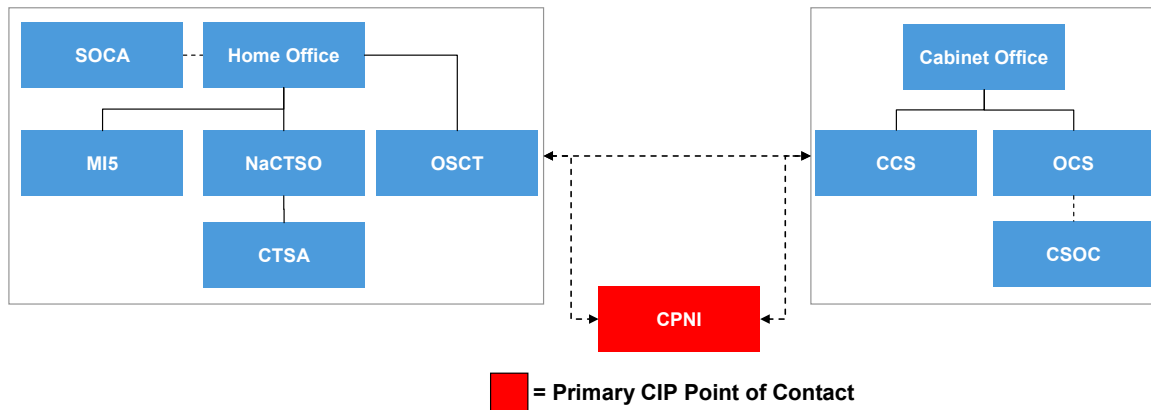 SOCA
Home Office
Cabinet Office
MI5
NaCTSO
OSCT
CCS
OCS
CTSA
CSOC
CPNI
= Primary CIP Point of Contact